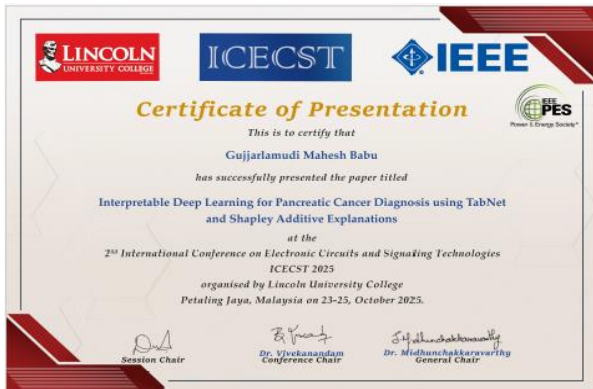 LINCOLN
UNIVERSITY COLLEGE
ICECST
IEEE
IEEE
PES
Power & Energy Society®
Certificate of Presentation
This is to certify that
Gujjarlamudi Mahesh Babu
has successfully presented the paper titled
Interpretable Deep Learning for Pancreatic Cancer Diagnosis using TabNet
and Shapley Additive Explanations
at the
2nd International Conference on Electronic Circuits and Signaling Technologies
ICECST 2025
organised by Lincoln University College
Petaling Jaya, Malaysia on 23-25, October 2025.
Session Chair
Dr. Vivekanandam
Conference Chair
Dr. Midhunchakkaravarthy
General Chair